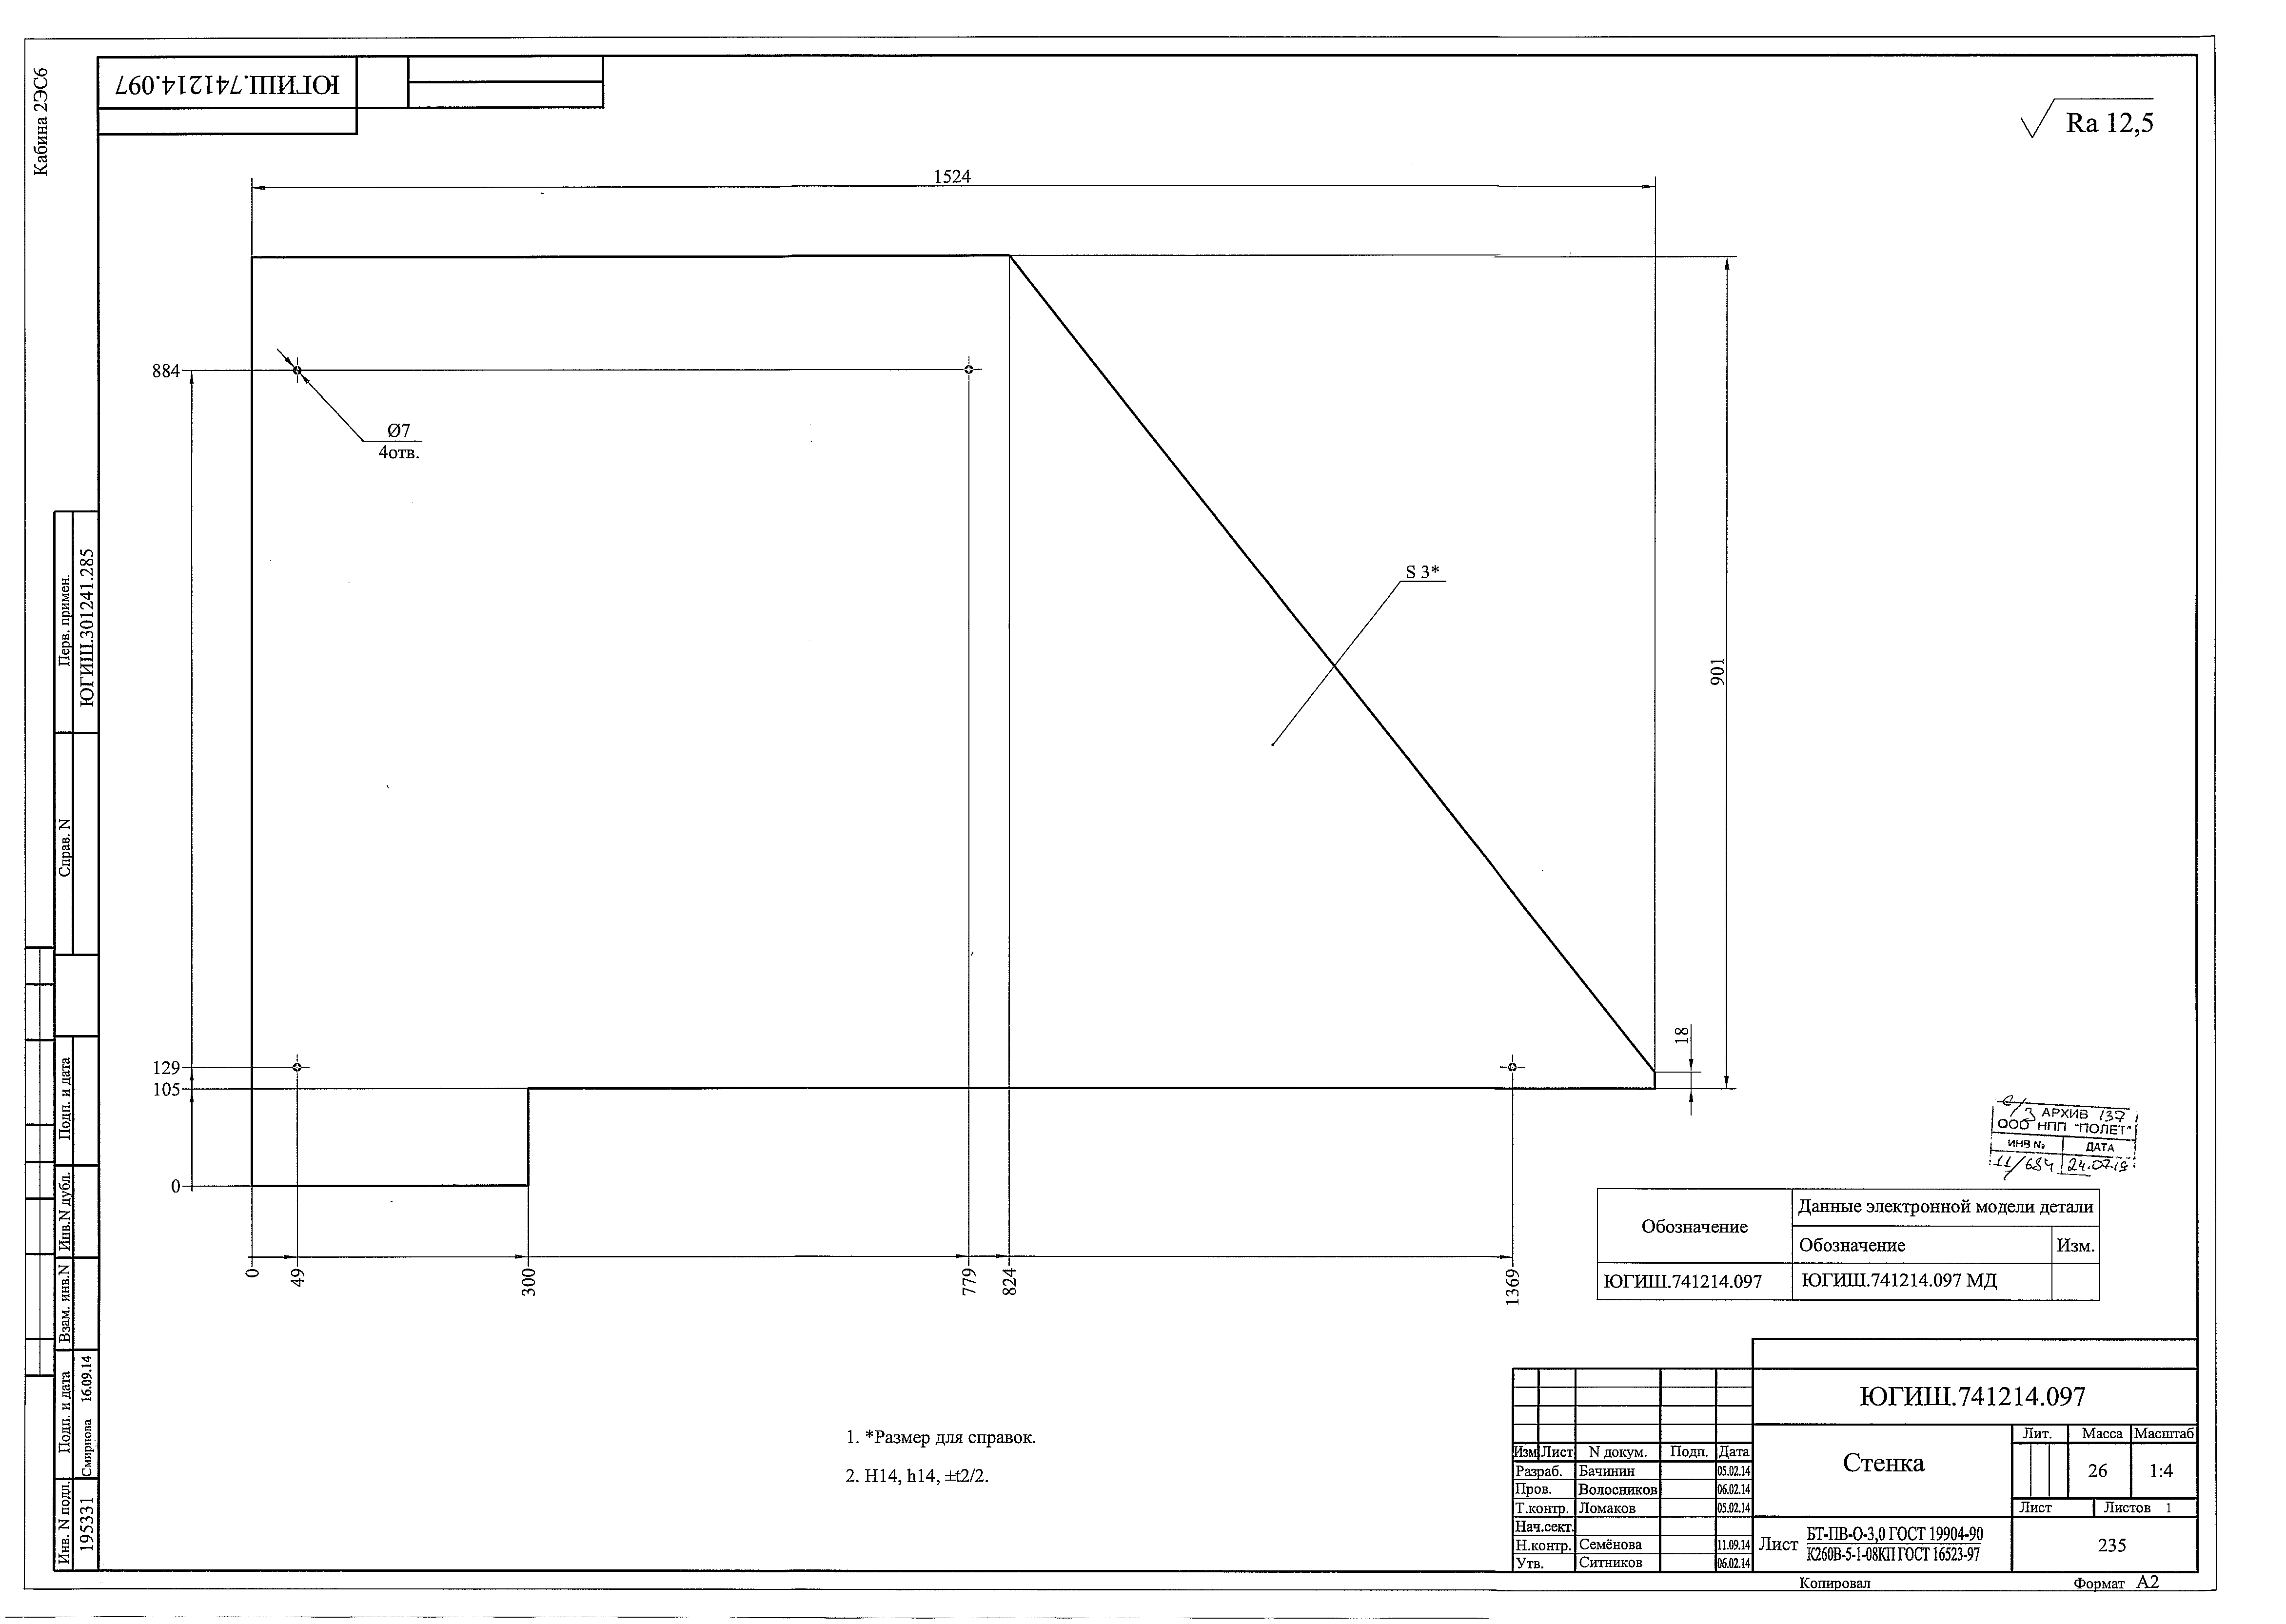 Кабина 2ЭС6
ЮГИШ.741214.097
Ra 12,5
1524
884
Ø7
4отв.
S 3*
901
18
129
105
0
0
49
300
779
824
1369
Перв. примен.
ЮГИШ.301241.285
Справ. N
Подп. и дата
Инв.N дубл.
Взам. инв.N
Подп. и дата
Смирнова 16.09.14
Инв. N подл.
195331
АРХИВ 137
ООО НПП "ПОЛЕТ"
ИНВ № ДАТА
11/684 24.07.19
Обозначение
Данные электронной модели детали
Обозначение Изм.
ЮГИШ.741214.097 ЮГИШ.741214.097 МД
1. *Размер для справок.
2. H14, h14, ±t2/2.
ЮГИШ.741214.097
Изм Лист N докум. Подп. Дата
Разраб. Бачинин 05.02.14
Пров. Волосников 06.02.14
Т.контр. Ломаков 05.02.14
Нач.сект.
Н.контр. Семёнова 11.09.14
Утв. Ситников 06.02.14
Стенка
Лит. Масса Масштаб
26 1:4
Лист Листов 1
Лист БТ-ПВ-О-3,0 ГОСТ 19904-90
К260В-5-1-08КП ГОСТ 16523-97
235
Копировал Формат А2